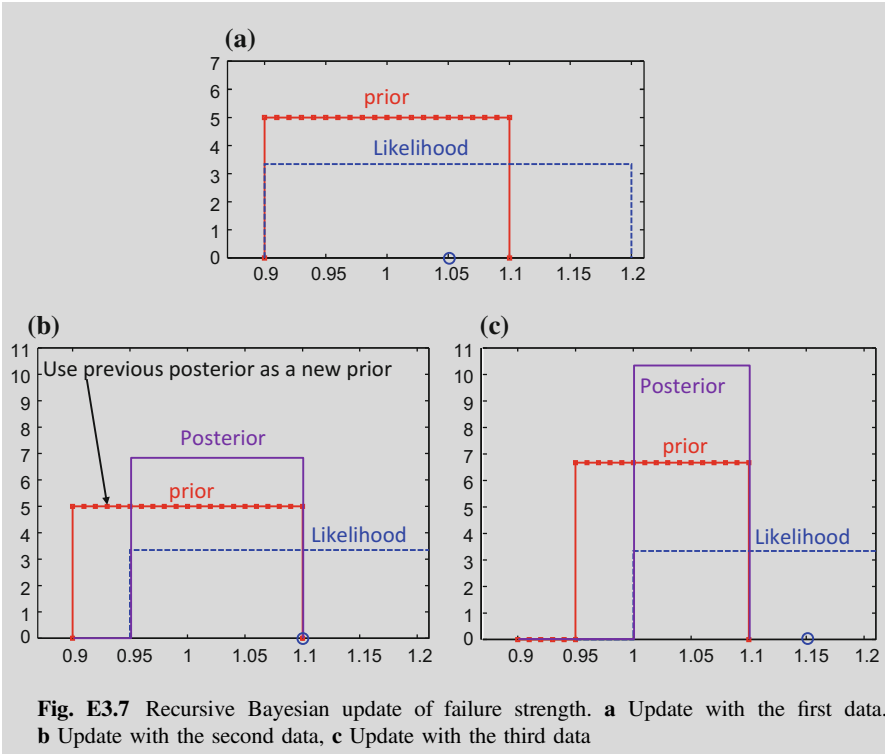 (a)
7
6
5
4
3
2
1
0
prior
Likelihood
0.9 0.95 1 1.05 1.1 1.15 1.2
(b)
11
10
9
8
7
6
5
4
3
2
1
0
Use previous posterior as a new prior
Posterior
prior
Likelihood
0.9 0.95 1 1.05 1.1 1.15 1.2
(c)
11
10
9
8
7
6
5
4
3
2
1
0
Posterior
prior
Likelihood
0.9 0.95 1 1.05 1.1 1.15 1.2
Fig. E3.7 Recursive Bayesian update of failure strength. a Update with the first data.
b Update with the second data, c Update with the third data